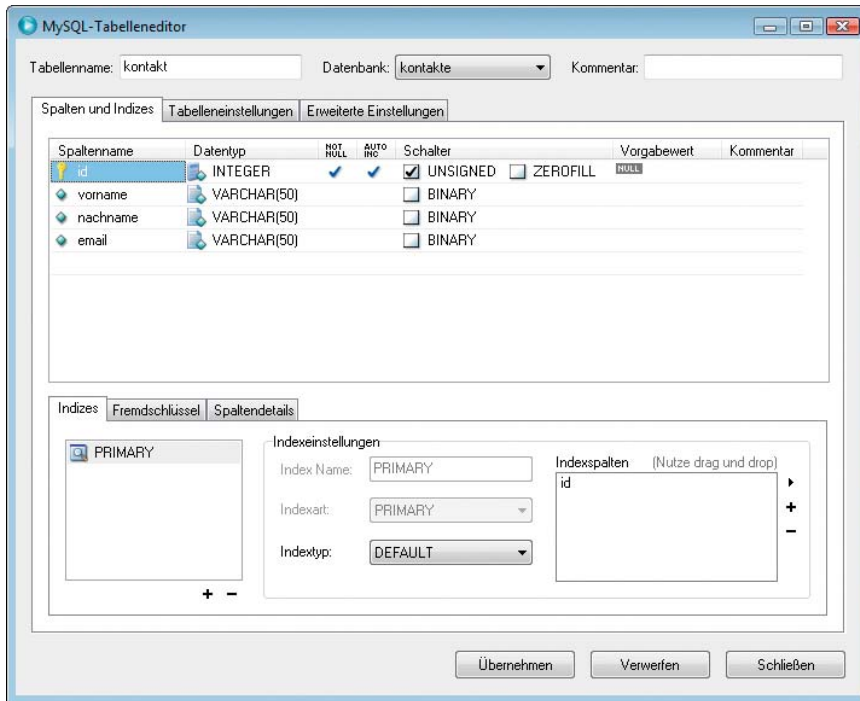 MySQL-Tabelleneditor
Tabellenname: kontakt Datenbank: kontakte Kommentar:
Spalten und Indizes Tabelleneinstellungen Erweiterte Einstellungen
Spaltenname Datentyp NOT NULL AUTO INC Schalter Vorgabewert Kommentar
id INTEGER UNSIGNED ZEROFILL NULL
vorname VARCHAR(50) BINARY
nachname VARCHAR(50) BINARY
email VARCHAR(50) BINARY
Indizes Fremdschlüssel Spaltendetails
PRIMARY
Indexeinstellungen
Index Name: PRIMARY
Indexart: PRIMARY
Indextyp: DEFAULT
Indexspalten (Nutze drag und drop)
id
Übernehmen Verwerfen Schließen